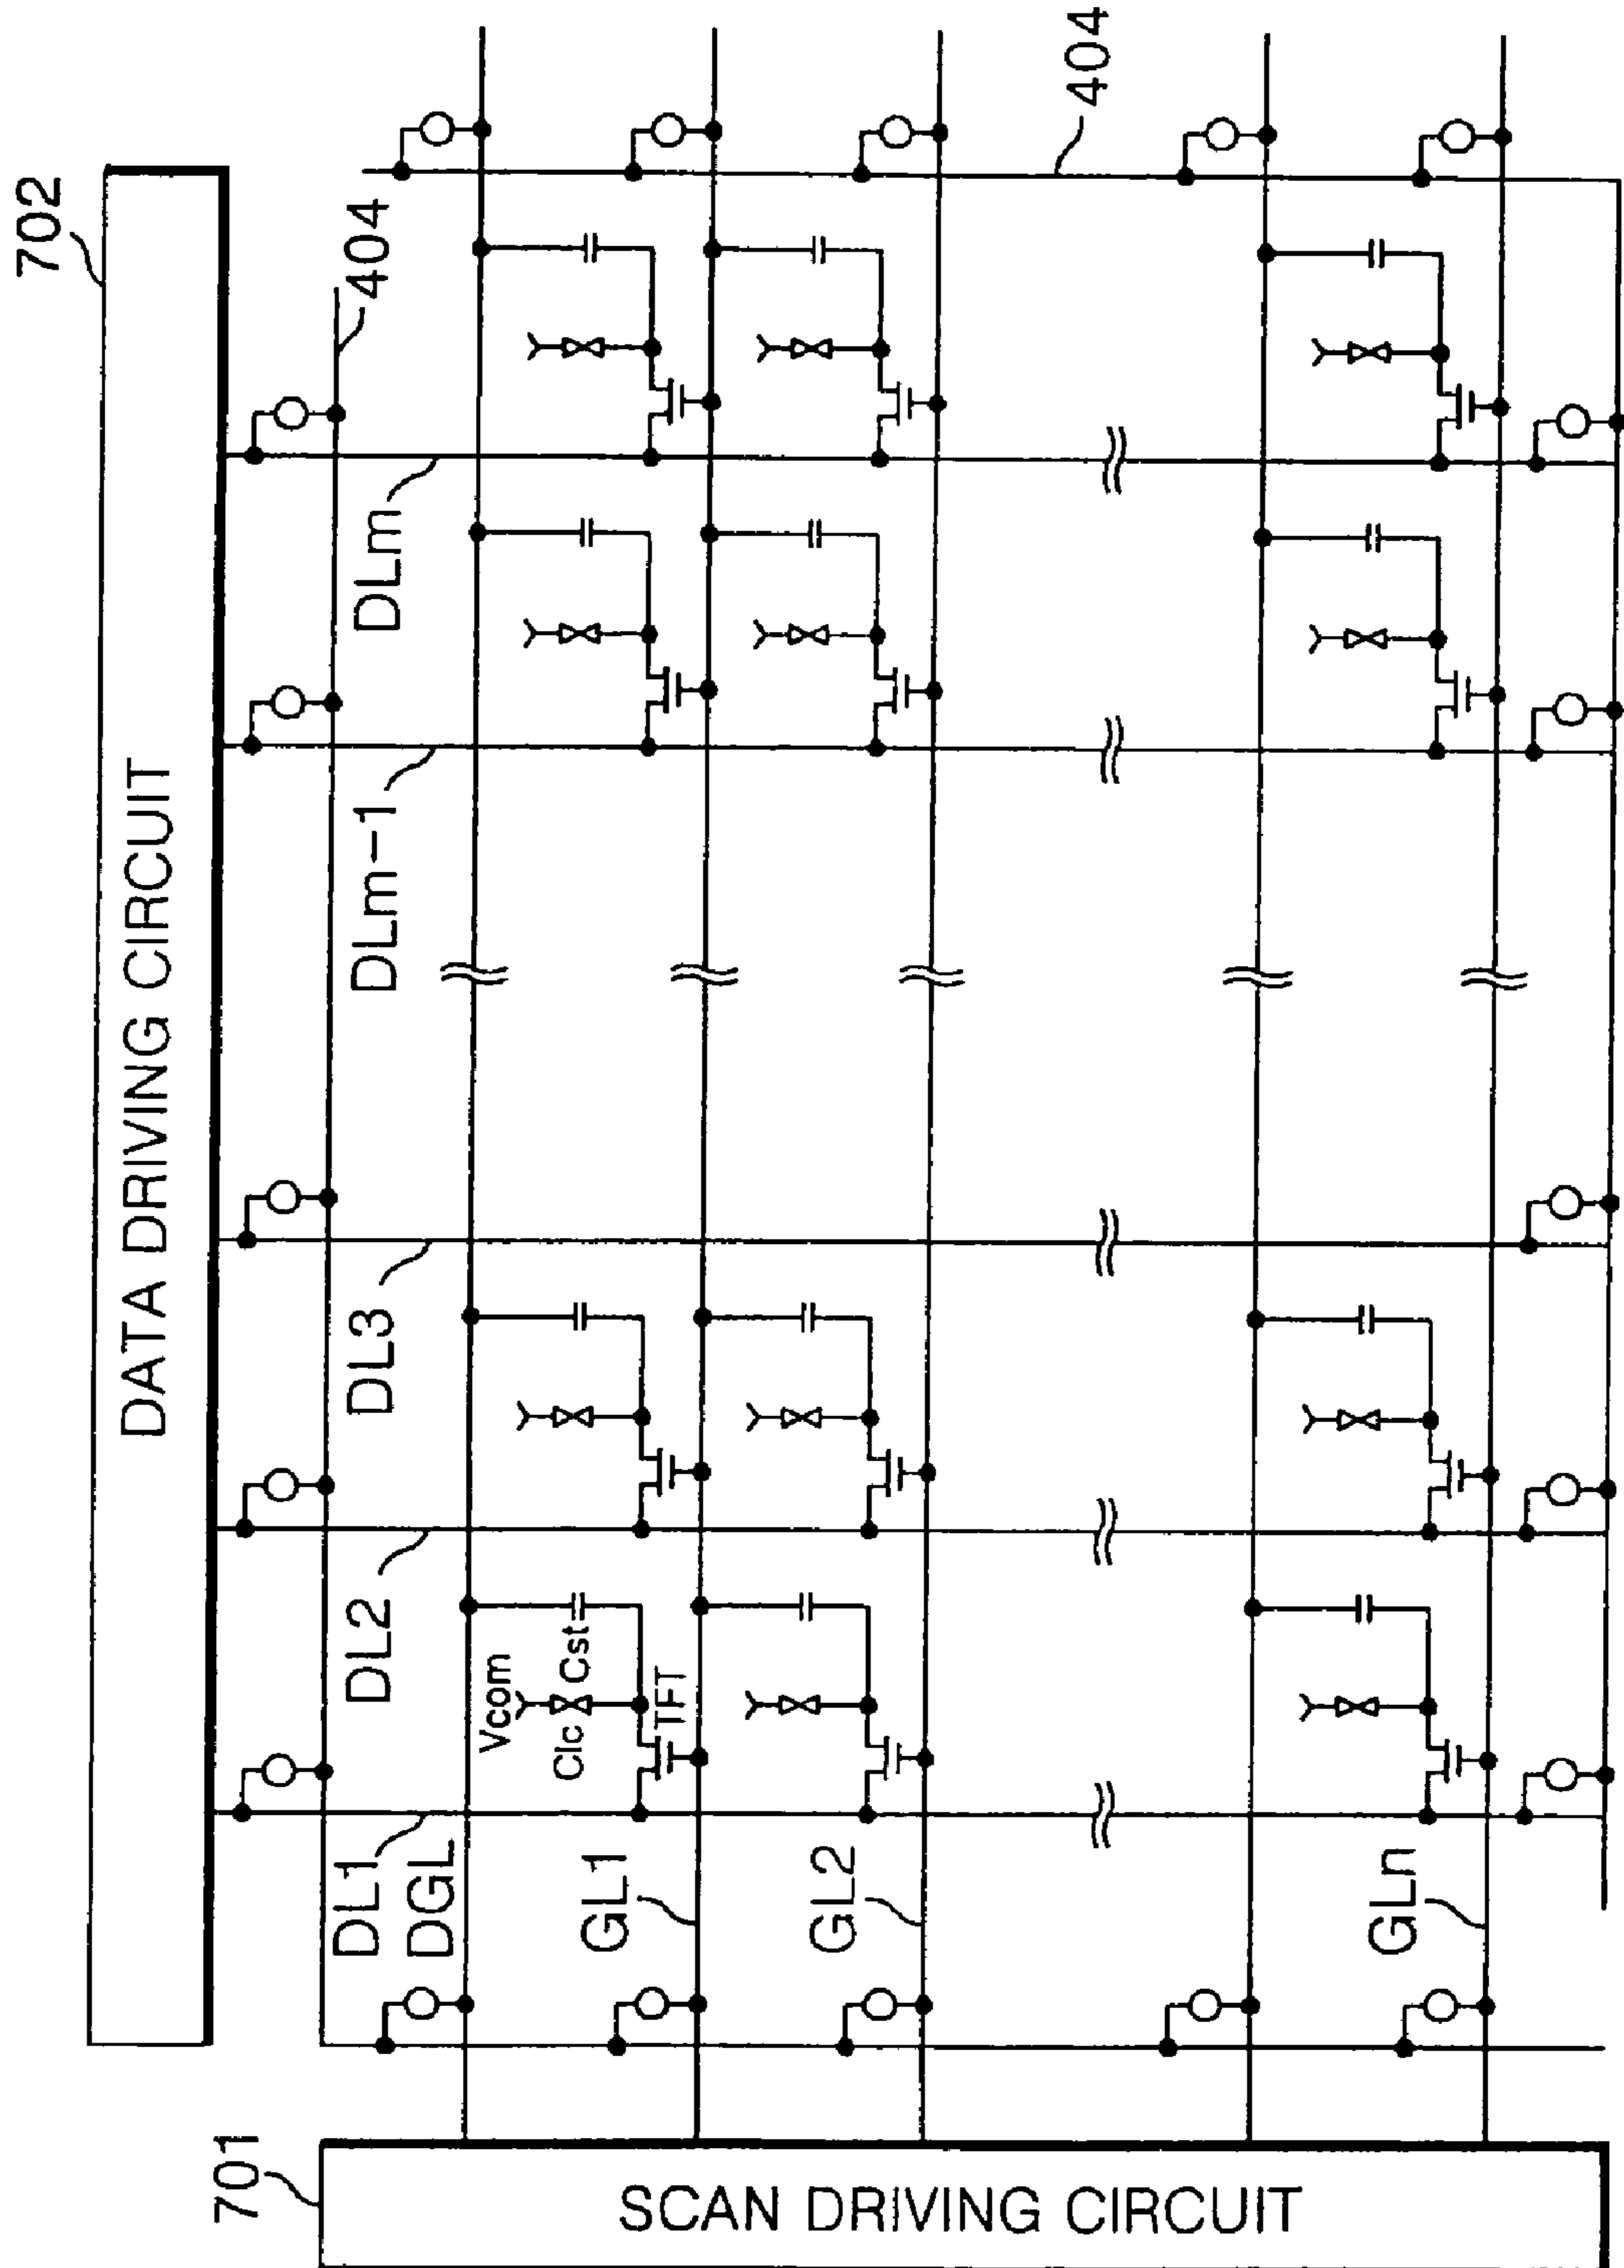 702
DATA DRIVING CIRCUIT
404
404
DL1
DL2
DL3
DLm-1
DLm
DGL
Vcom
Clc
Cst
TFT
GL1
GL2
GLn
701
SCAN DRIVING CIRCUIT